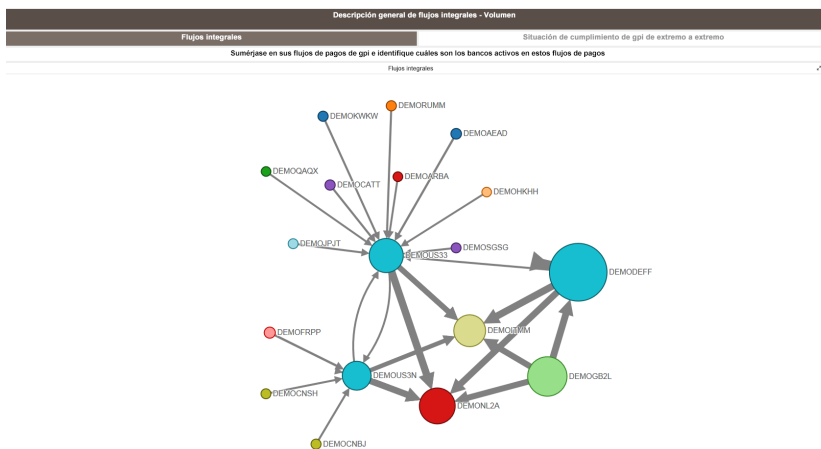 Descripción general de flujos integrales - Volumen
Flujos integrales
Situación de cumplimiento de gpi de extremo a extremo
Sumérjase en sus flujos de pagos de gpi e identifique cuáles son los bancos activos en estos flujos de pagos
Flujos integrales
DEMORUMM
DEMOKWKW
DEMOAEAD
DEMOQAQX
DEMOCATT
DEMOARBA
DEMOHKHH
DEMOJPJT
DEMOSGSG
DEMOUS33
DEMODEFF
DEMOITMM
DEMOFRPP
DEMOUS3N
DEMOGB2L
DEMOCNSH
DEMONL2A
DEMOCNBJ